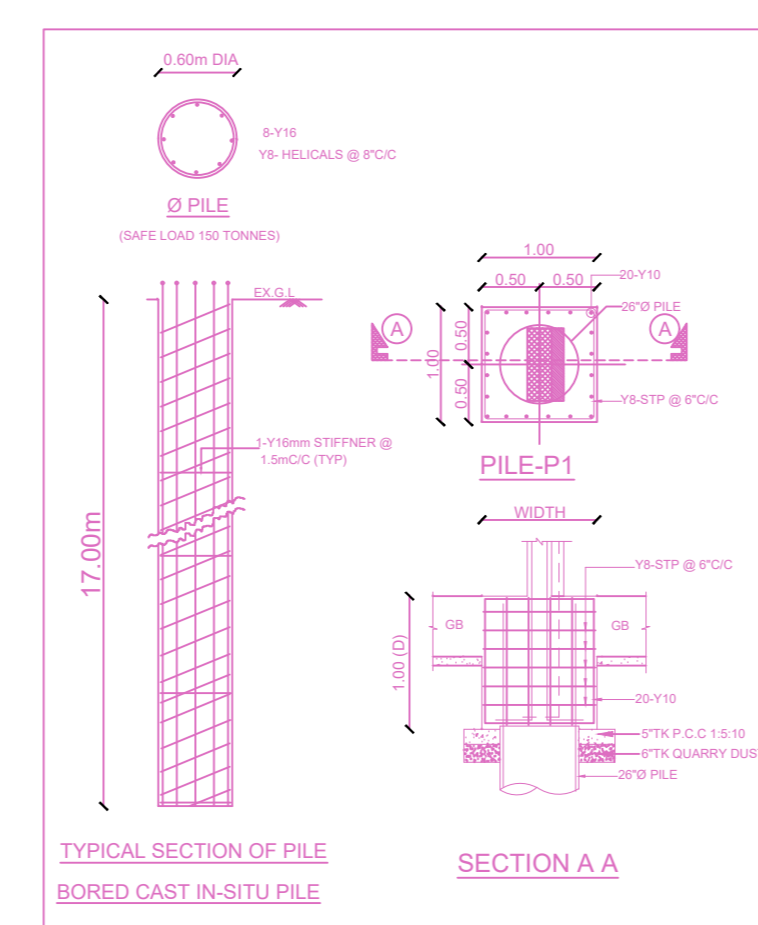 0.60m DIA
8-Y16
Y8- HELICALS @ 8"C/C
Ø PILE
(SAFE LOAD 150 TONNES)
EX.G.L
1-Y16mm STIFFNER @
1.5mC/C (TYP)
17.00m
TYPICAL SECTION OF PILE
BORED CAST IN-SITU PILE
1.00
0.50
0.50
20-Y10
26"Ø PILE
A
A
0.50
1.00
0.50
Y8-STP @ 6"C/C
PILE-P1
WIDTH
Y8-STP @ 6"C/C
GB
GB
1.00 (D)
20-Y10
5"TK P.C.C 1:5:10
6"TK QUARRY DUS
26"Ø PILE
SECTION A A